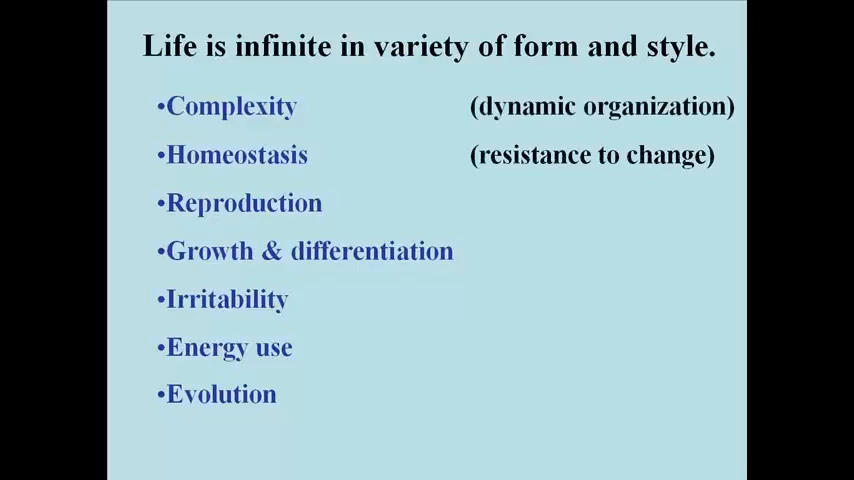 Life is infinite in variety of form and style.
•Complexity (dynamic organization)
•Homeostasis (resistance to change)
•Reproduction
•Growth & differentiation
•Irritability
•Energy use
•Evolution